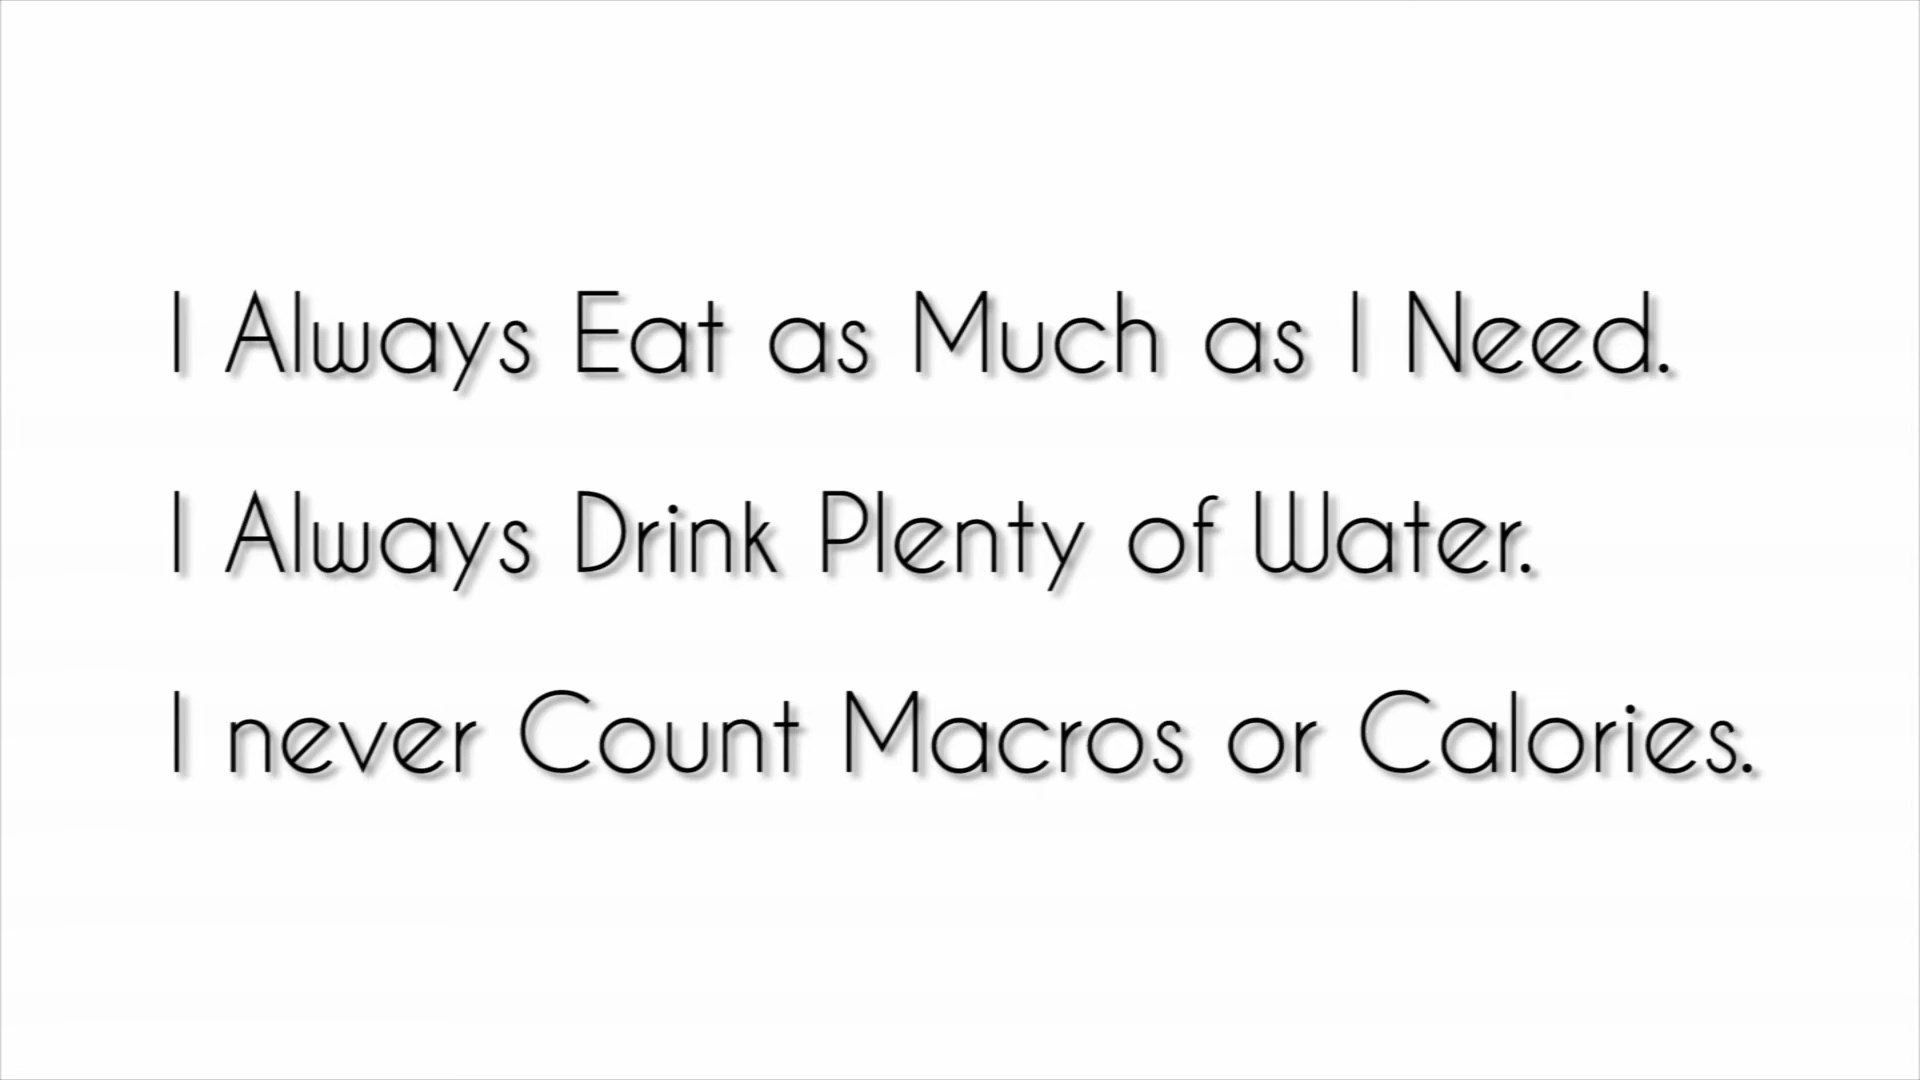 I Always Eat as Much as I Need.
I Always Drink Plenty of Water.
I never Count Macros or Calories.